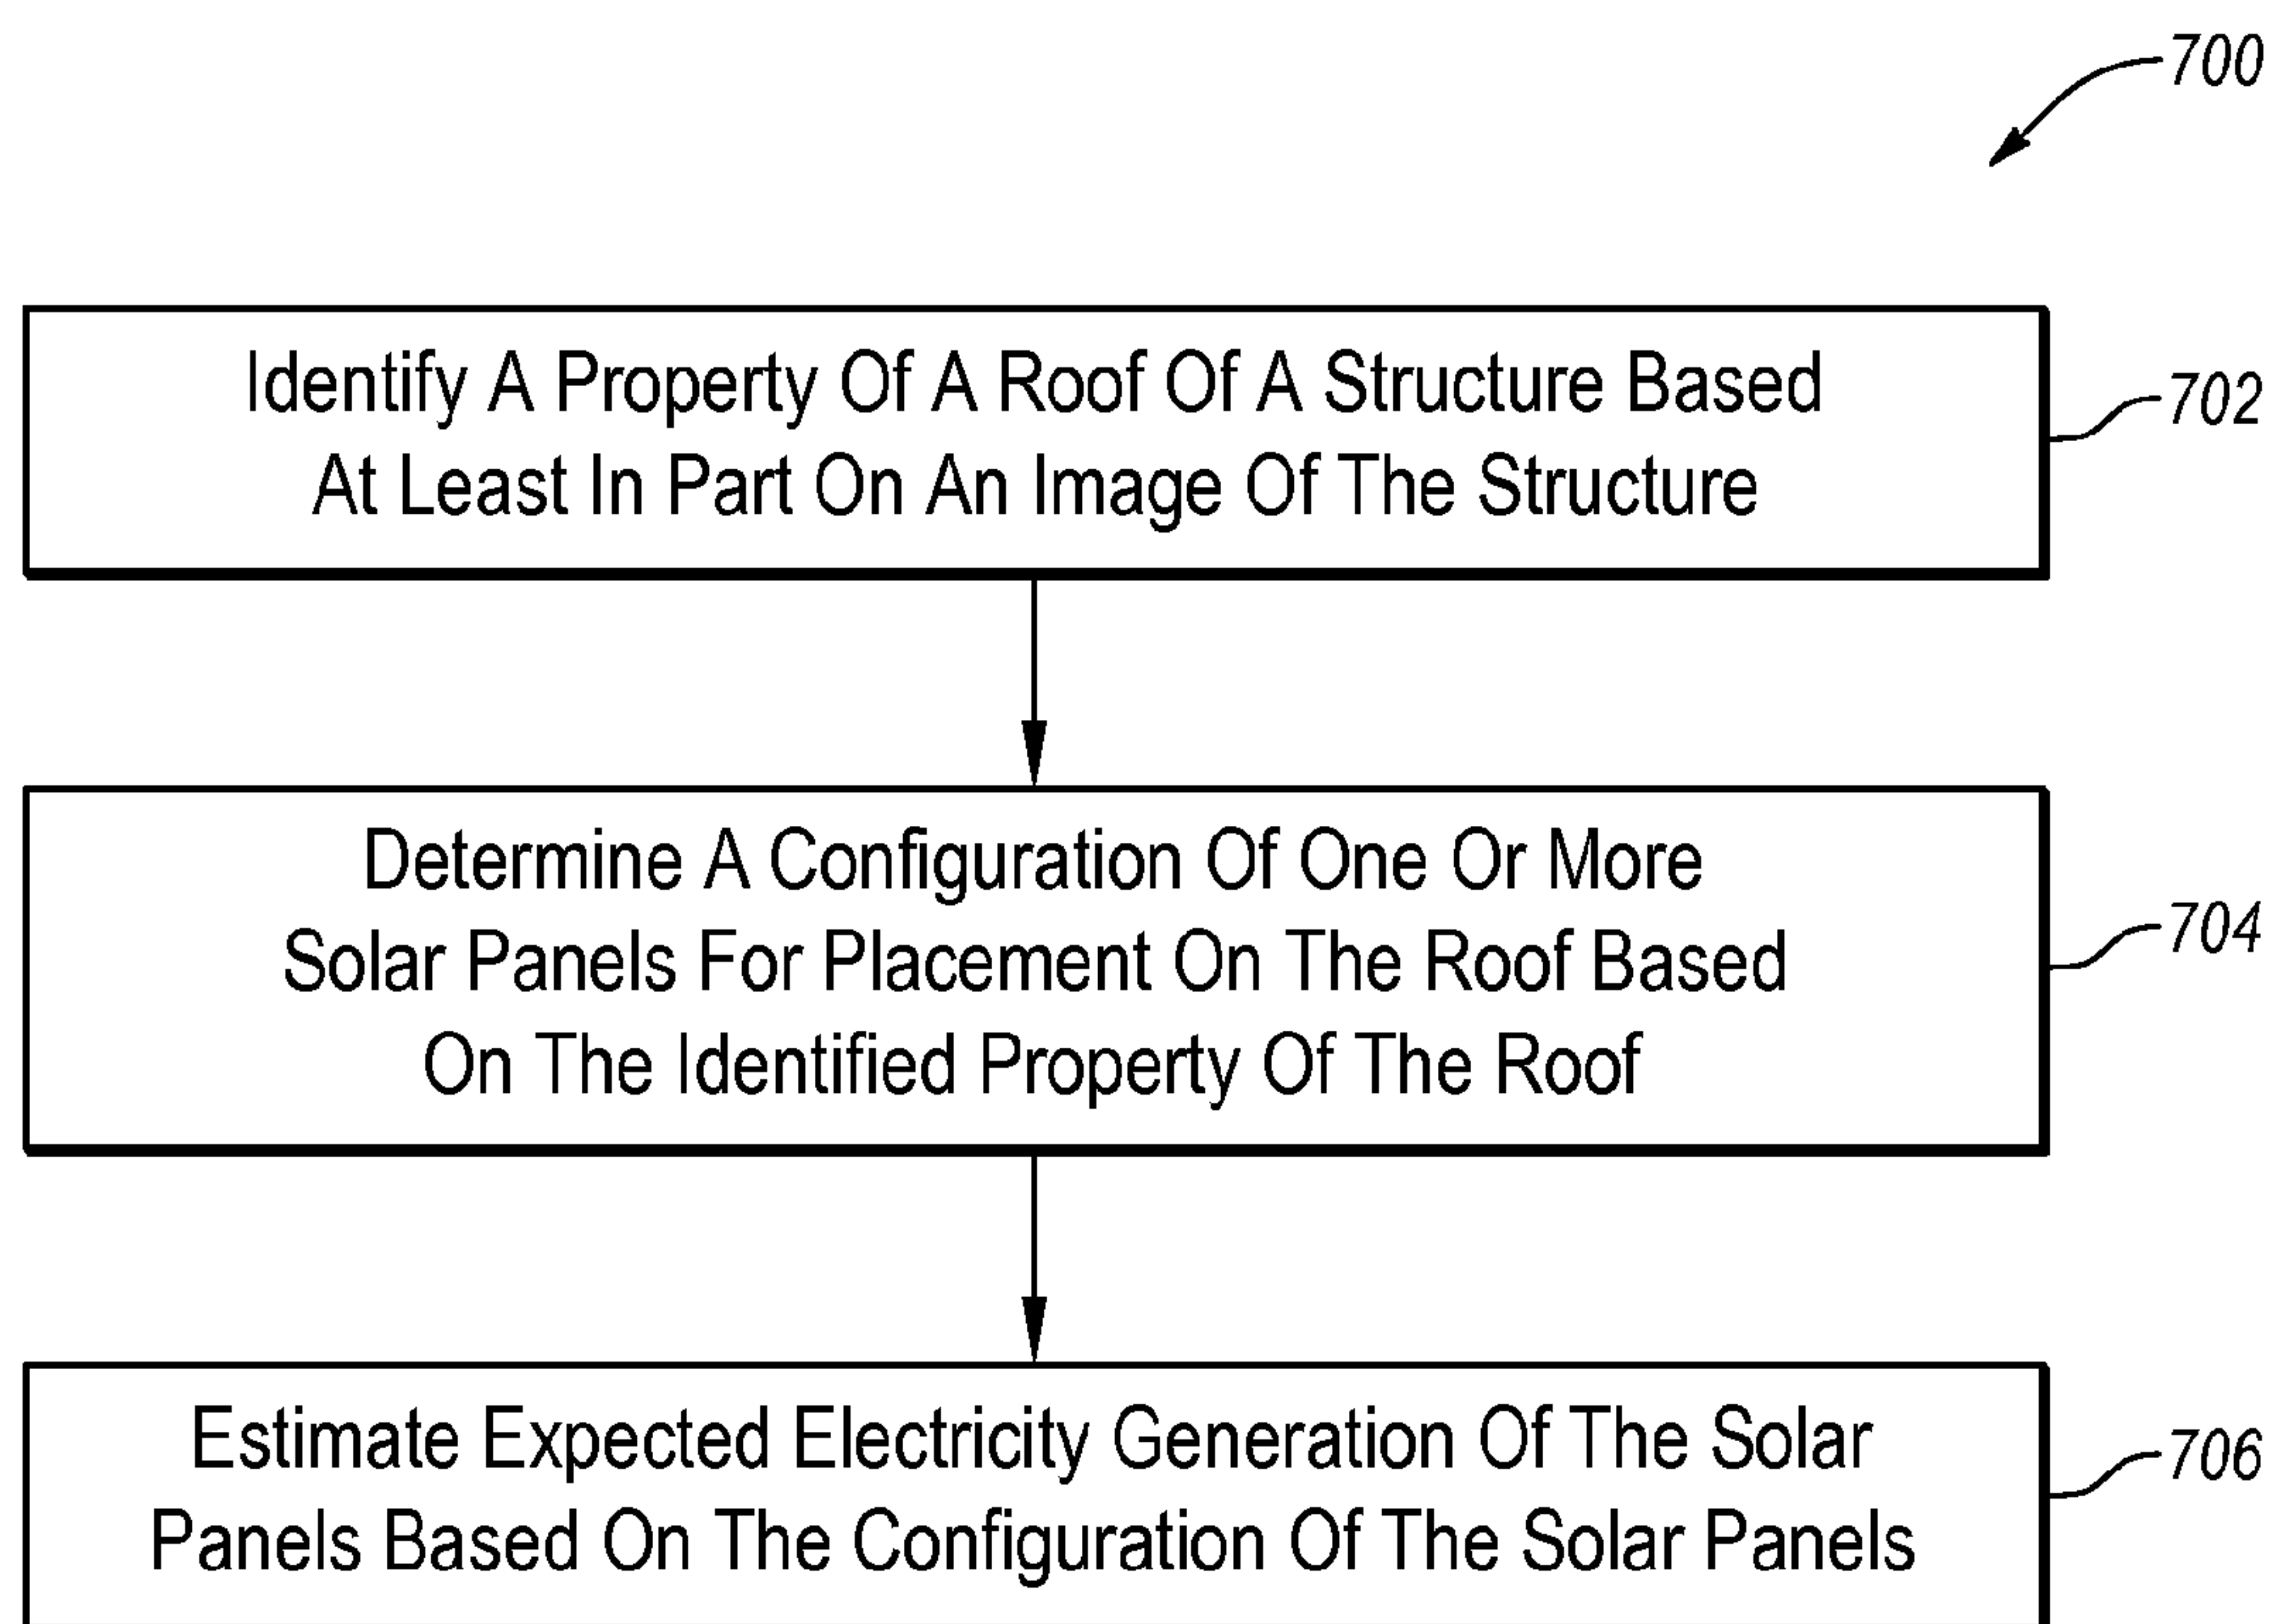 700
Identify A Property Of A Roof Of A Structure Based
At Least In Part On An Image Of The Structure
702
Determine A Configuration Of One Or More
Solar Panels For Placement On The Roof Based
On The Identified Property Of The Roof
704
Estimate Expected Electricity Generation Of The Solar
Panels Based On The Configuration Of The Solar Panels
706